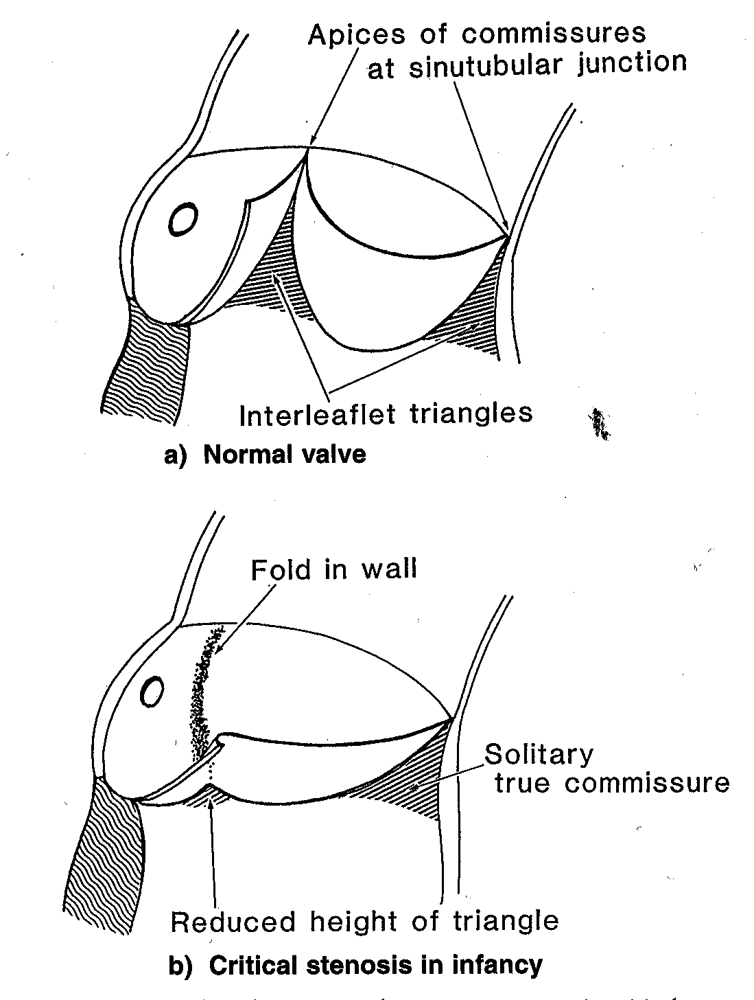 Apices of commissures
at sinutubular junction
Interleaflet triangles
a) Normal valve
Fold in wall
Solitary
true commissure
Reduced height of triangle
b) Critical stenosis in infancy